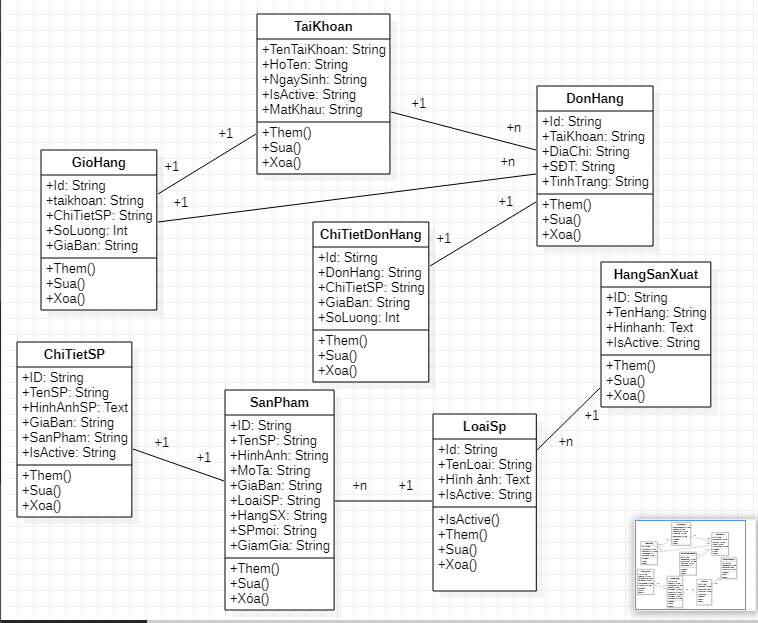 TaiKhoan
+TenTaiKhoan: String
+HoTen: String
+NgaySinh: String
+IsActive: String
+MatKhau: String
+Them()
+Sua()
+Xoa()
DonHang
+Id: String
+TaiKhoan: String
+DiaChi: String
+SĐT: String
+TinhTrang: String
+Them()
+Sua()
+Xoa()
GioHang
+Id: String
+taikhoan: String
+ChiTietSP: String
+SoLuong: Int
+GiaBan: String
+Them()
+Sua()
+Xoa()
+1
+1
+1
+n
+1
+n
ChiTietDonHang
+Id: Stirng
+DonHang: String
+ChiTietSP: String
+GiaBan: String
+SoLuong: Int
+Them()
+Sua()
+Xoa()
+1
+1
HangSanXuat
+ID: String
+TenHang: String
+Hinhanh: Text
+IsActive: String
+Them()
+Sua()
+Xoa()
ChiTietSP
+ID: String
+TenSP: String
+HinhAnhSP: Text
+GiaBan: String
+SanPham: String
+IsActive: String
+Them()
+Sua()
+Xoa()
+1
+1
SanPham
+ID: String
+TenSP: String
+HinhAnh: String
+MoTa: String
+GiaBan: String
+LoaiSP: String
+HangSX: String
+SPmoi: String
+GiamGia: String
+Them()
+Sua()
+Xóa()
+n
+1
LoaiSp
+Id: String
+TenLoai: String
+Hình ảnh: Text
+IsActive: String
+IsActive()
+Them()
+Sua()
+Xoa()
+1
+n